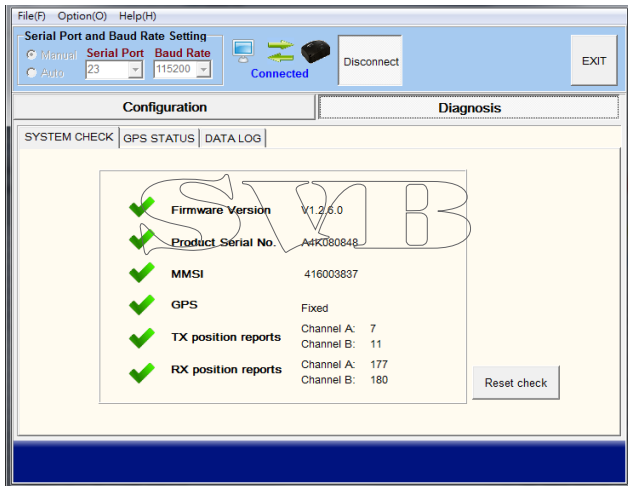 File(F) Option(O) Help(H)
Serial Port and Baud Rate Setting
Manual Serial Port Baud Rate
Auto 23 115200
Connected
Disconnect
EXIT
Configuration Diagnosis
SYSTEM CHECK GPS STATUS DATA LOG
SVB
Firmware Version V1.2.6.0
Product Serial No. A4K080848
MMSI 416003837
GPS Fixed
TX position reports Channel A: 7
Channel B: 11
RX position reports Channel A: 177
Channel B: 180
Reset check